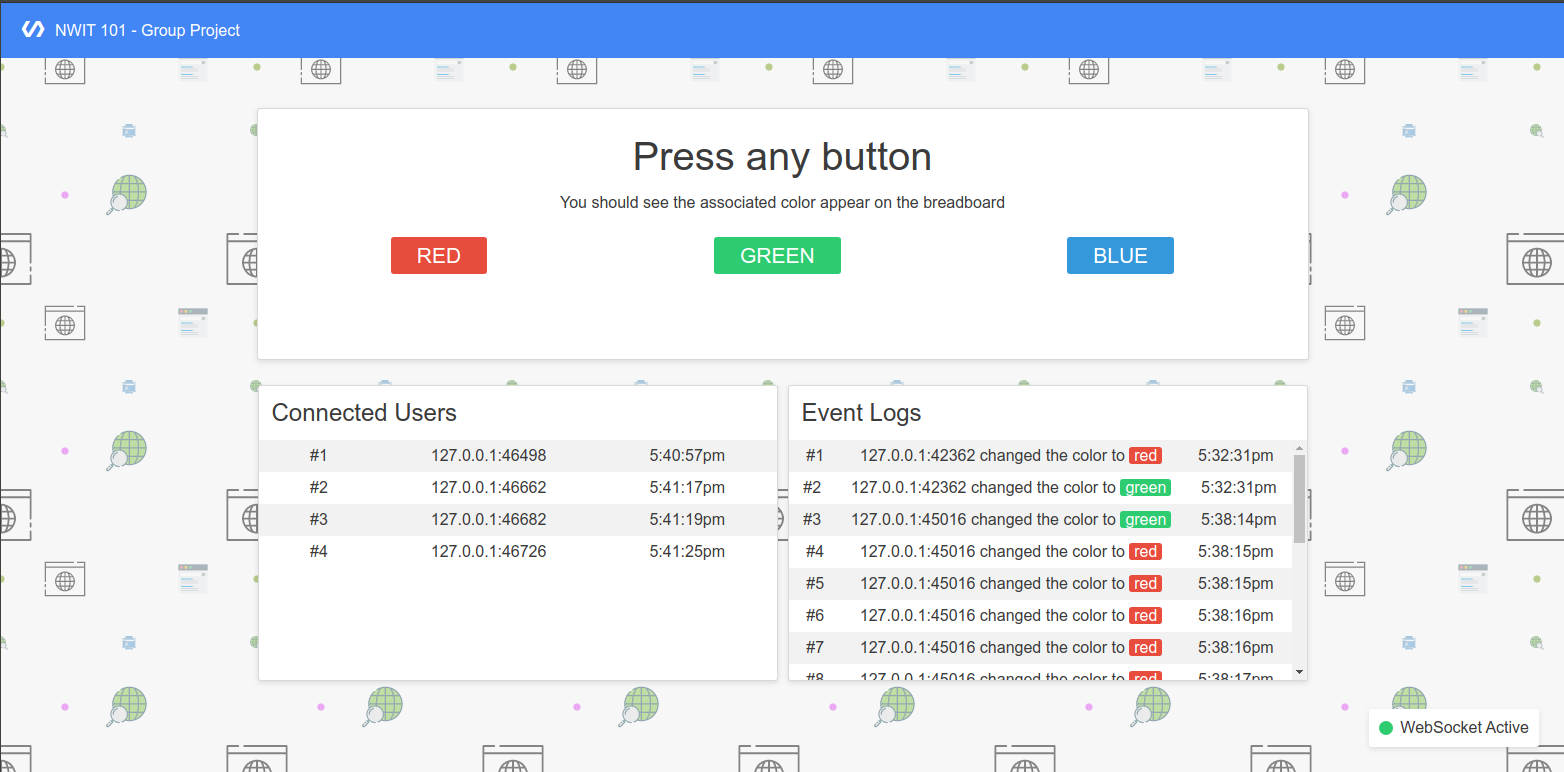 NWIT 101 - Group Project
Press any button
You should see the associated color appear on the breadboard
RED GREEN BLUE
Connected Users
#1 127.0.0.1:46498 5:40:57pm
#2 127.0.0.1:46662 5:41:17pm
#3 127.0.0.1:46682 5:41:19pm
#4 127.0.0.1:46726 5:41:25pm
Event Logs
#1 127.0.0.1:42362 changed the color to red 5:32:31pm
#2 127.0.0.1:42362 changed the color to green 5:32:31pm
#3 127.0.0.1:45016 changed the color to green 5:38:14pm
#4 127.0.0.1:45016 changed the color to red 5:38:15pm
#5 127.0.0.1:45016 changed the color to red 5:38:15pm
#6 127.0.0.1:45016 changed the color to red 5:38:16pm
#7 127.0.0.1:45016 changed the color to red 5:38:16pm
#8 127.0.0.1:45016 changed the color to red 5:38:17pm
WebSocket Active